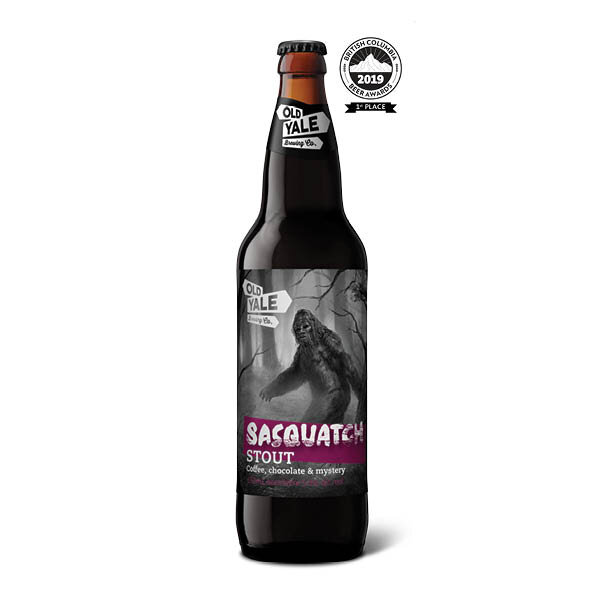 BRITISH COLUMBIA
2019
BEER AWARDS
1st PLACE
OLD
YALE
Brewing Co.
OLD
YALE
Brewing Co.
SASQUATCH
STOUT
Coffee, chocolate & mystery